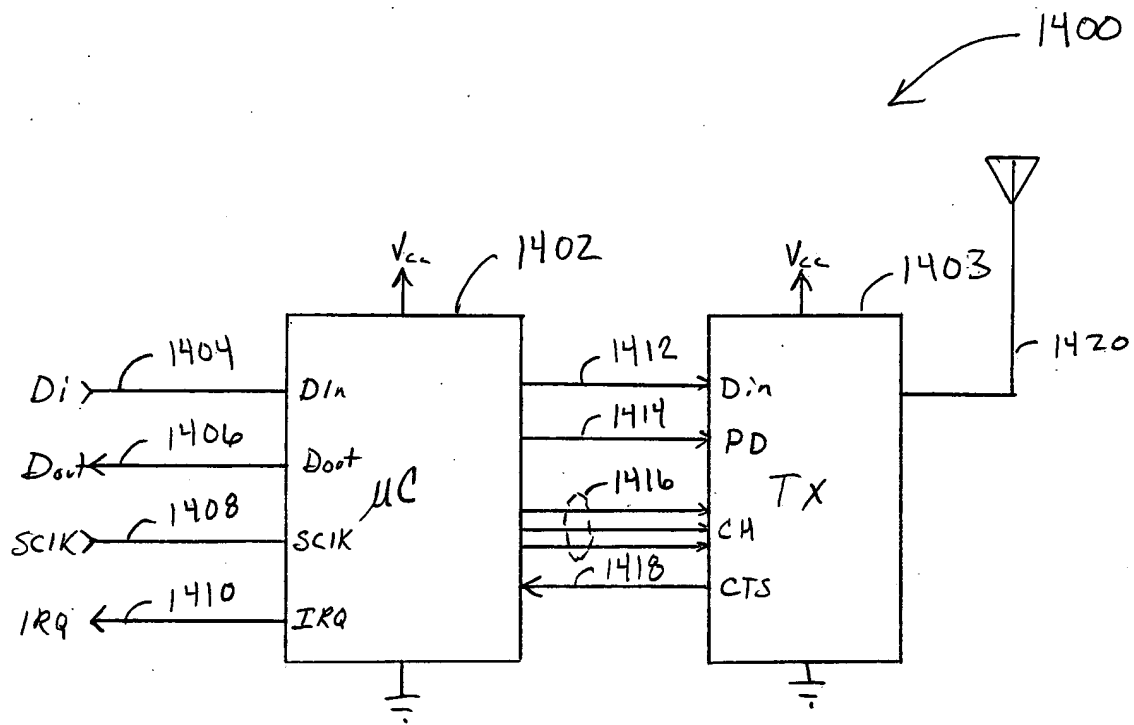 1400
Vcc
1402
Vcc
1403
1404
1412
1420
Di
DIn
Din
1406
1414
Dout
Dout
PD
1416
μC
TX
1408
SCIK
SCIK
CH
1418
1410
CTS
IRQ
IRQ